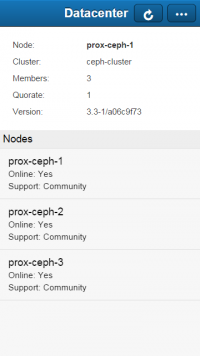 Datacenter
Node: prox-ceph-1
Cluster: ceph-cluster
Members: 3
Quorate: 1
Version: 3.3-1/a06c9f73
Nodes
prox-ceph-1
Online: Yes
Support: Community
prox-ceph-2
Online: Yes
Support: Community
prox-ceph-3
Online: Yes
Support: Community